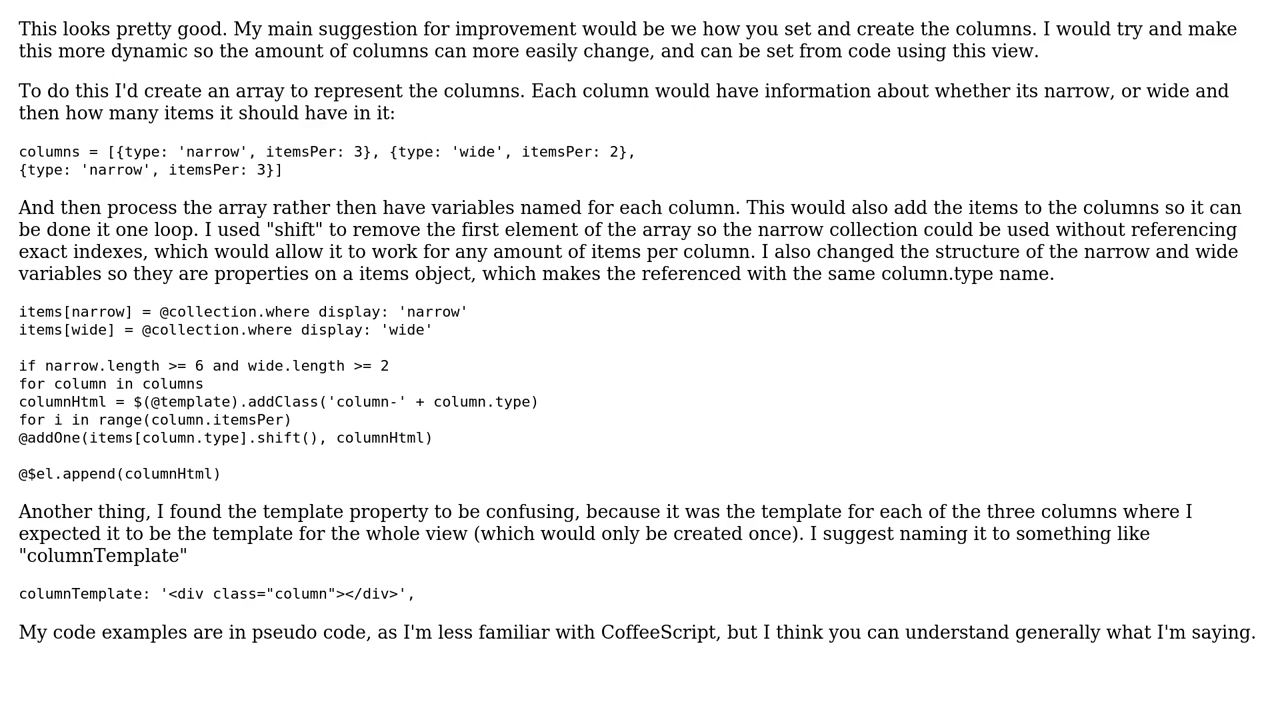 This looks pretty good. My main suggestion for improvement would be we how you set and create the columns. I would try and make
this more dynamic so the amount of columns can more easily change, and can be set from code using this view.
To do this I'd create an array to represent the columns. Each column would have information about whether its narrow, or wide and
then how many items it should have in it:
columns = [{type: 'narrow', itemsPer: 3}, {type: 'wide', itemsPer: 2},
{type: 'narrow', itemsPer: 3}]
And then process the array rather then have variables named for each column. This would also add the items to the columns so it can
be done it one loop. I used "shift" to remove the first element of the array so the narrow collection could be used without referencing
exact indexes, which would allow it to work for any amount of items per column. I also changed the structure of the narrow and wide
variables so they are properties on a items object, which makes the referenced with the same column.type name.
items[narrow] = @collection.where display: 'narrow'
items[wide] = @collection.where display: 'wide'
if narrow.length >= 6 and wide.length >= 2
for column in columns
columnHtml = $(@template).addClass('column-' + column.type)
for i in range(column.itemsPer)
@addOne(items[column.type].shift(), columnHtml)
@$el.append(columnHtml)
Another thing, I found the template property to be confusing, because it was the template for each of the three columns where I
expected it to be the template for the whole view (which would only be created once). I suggest naming it to something like
"columnTemplate"
columnTemplate: '<div class="column"></div>',
My code examples are in pseudo code, as I'm less familiar with CoffeeScript, but I think you can understand generally what I'm saying.